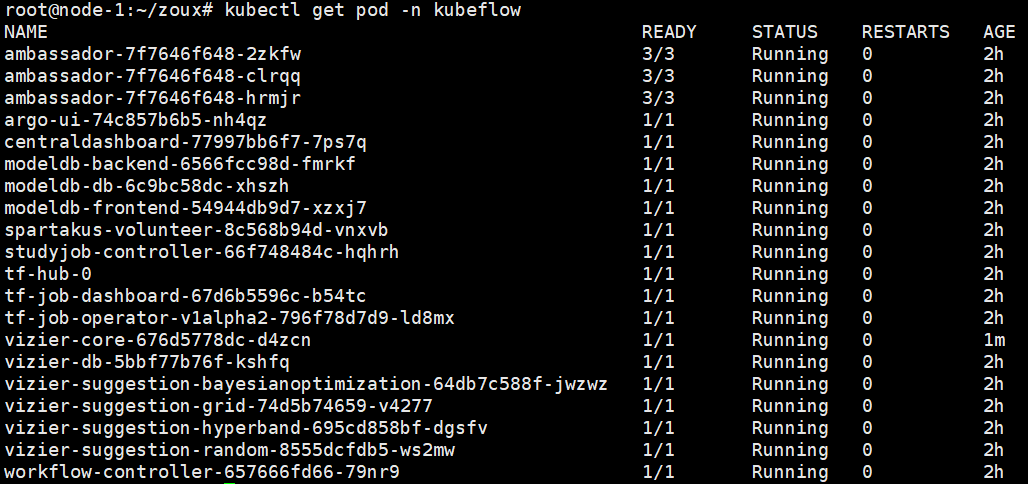 root@node-1:~/zoux# kubectl get pod -n kubeflow
NAME READY STATUS RESTARTS AGE
ambassador-7f7646f648-2zkfw 3/3 Running 0 2h
ambassador-7f7646f648-clrqq 3/3 Running 0 2h
ambassador-7f7646f648-hrmjr 3/3 Running 0 2h
argo-ui-74c857b6b5-nh4qz 1/1 Running 0 2h
centraldashboard-77997bb6f7-7ps7q 1/1 Running 0 2h
modeldb-backend-6566fcc98d-fmrkf 1/1 Running 0 2h
modeldb-db-6c9bc58dc-xhszh 1/1 Running 0 2h
modeldb-frontend-54944db9d7-xzxj7 1/1 Running 0 2h
spartakus-volunteer-8c568b94d-vnxvb 1/1 Running 0 2h
studyjob-controller-66f748484c-hqhrh 1/1 Running 0 2h
tf-hub-0 1/1 Running 0 2h
tf-job-dashboard-67d6b5596c-b54tc 1/1 Running 0 2h
tf-job-operator-v1alpha2-796f78d7d9-ld8mx 1/1 Running 0 2h
vizier-core-676d5778dc-d4zcn 1/1 Running 0 1m
vizier-db-5bbf77b76f-kshfq 1/1 Running 0 2h
vizier-suggestion-bayesianoptimization-64db7c588f-jwzwz 1/1 Running 0 2h
vizier-suggestion-grid-74d5b74659-v4277 1/1 Running 0 2h
vizier-suggestion-hyperband-695cd858bf-dgsfv 1/1 Running 0 2h
vizier-suggestion-random-8555dcfdb5-ws2mw 1/1 Running 0 2h
workflow-controller-657666fd66-79nr9 1/1 Running 0 2h